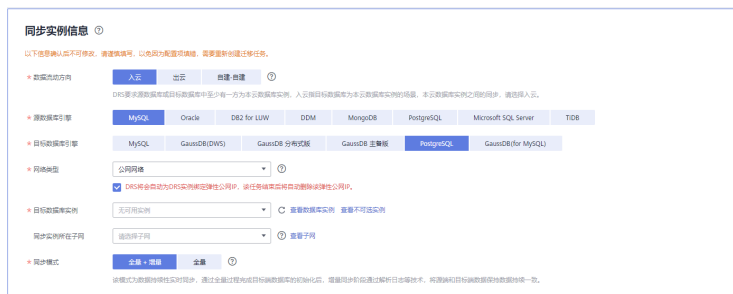 同步实例信息
以下信息确认后不可修改，请谨慎填写，以免因为配置项填错，需要重新创建迁移任务。
* 数据流动方向 入云 出云 自建-自建
DRS要求源数据库或目标数据库中至少有一方为本云数据库实例，入云指目标数据库为本云数据库实例的场景，本云数据库实例之间的同步，请选择入云。
* 源数据库引擎 MySQL Oracle DB2 for LUW DDM MongoDB PostgreSQL Microsoft SQL Server TiDB
* 目标数据库引擎 MySQL GaussDB(DWS) GaussDB 分布式版 GaussDB 主备版 PostgreSQL GaussDB(for MySQL)
* 网络类型 公网网络
DRS将会自动为DRS实例绑定弹性公网IP，该任务结束后将自动删除该弹性公网IP。
* 目标数据库实例 无可用实例 查看数据库实例 查看不可选实例
同步实例所在子网 请选择子网 查看子网
* 同步模式 全量+增量 全量
该模式为数据持续性实时同步，通过全量过程完成目标端数据库的初始化后，增量同步阶段通过解析日志等技术，将源端和目标端数据保持数据持续一致。